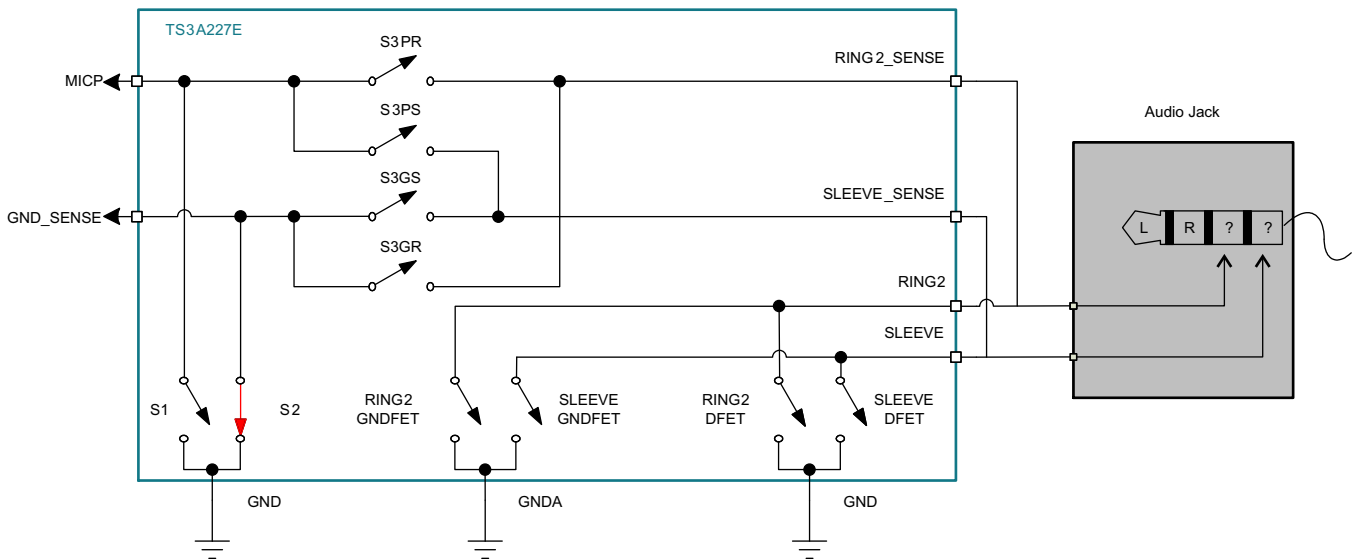 TS3A227E
S3PR
MICP
RING2_SENSE
S3PS
Audio Jack
S3GS
GND_SENSE
SLEEVE_SENSE
L R ? ?
S3GR
RING2
SLEEVE
S1
S2
RING2
GNDFET
SLEEVE
GNDFET
RING2
DFET
SLEEVE
DFET
GND
GNDA
GND